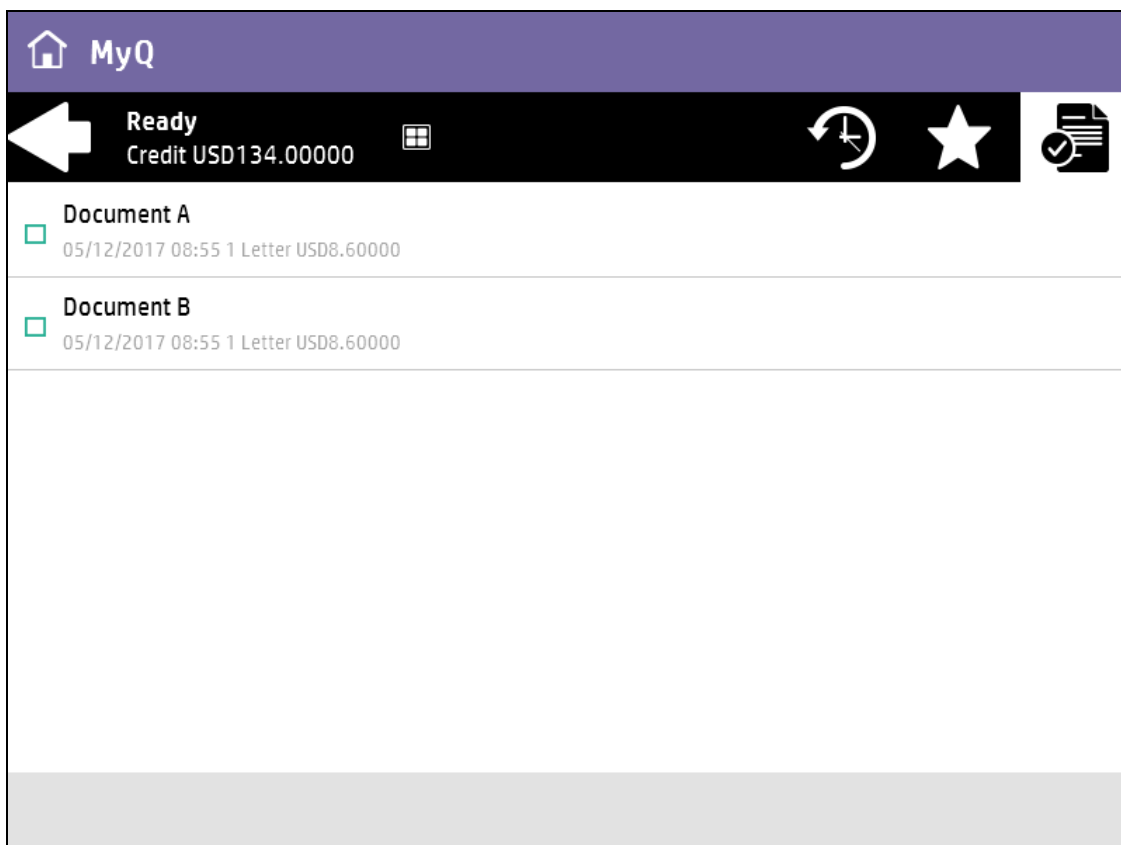 MyQ
Ready
Credit USD134.00000
Document A
05/12/2017 08:55 1 Letter USD8.60000
Document B
05/12/2017 08:55 1 Letter USD8.60000